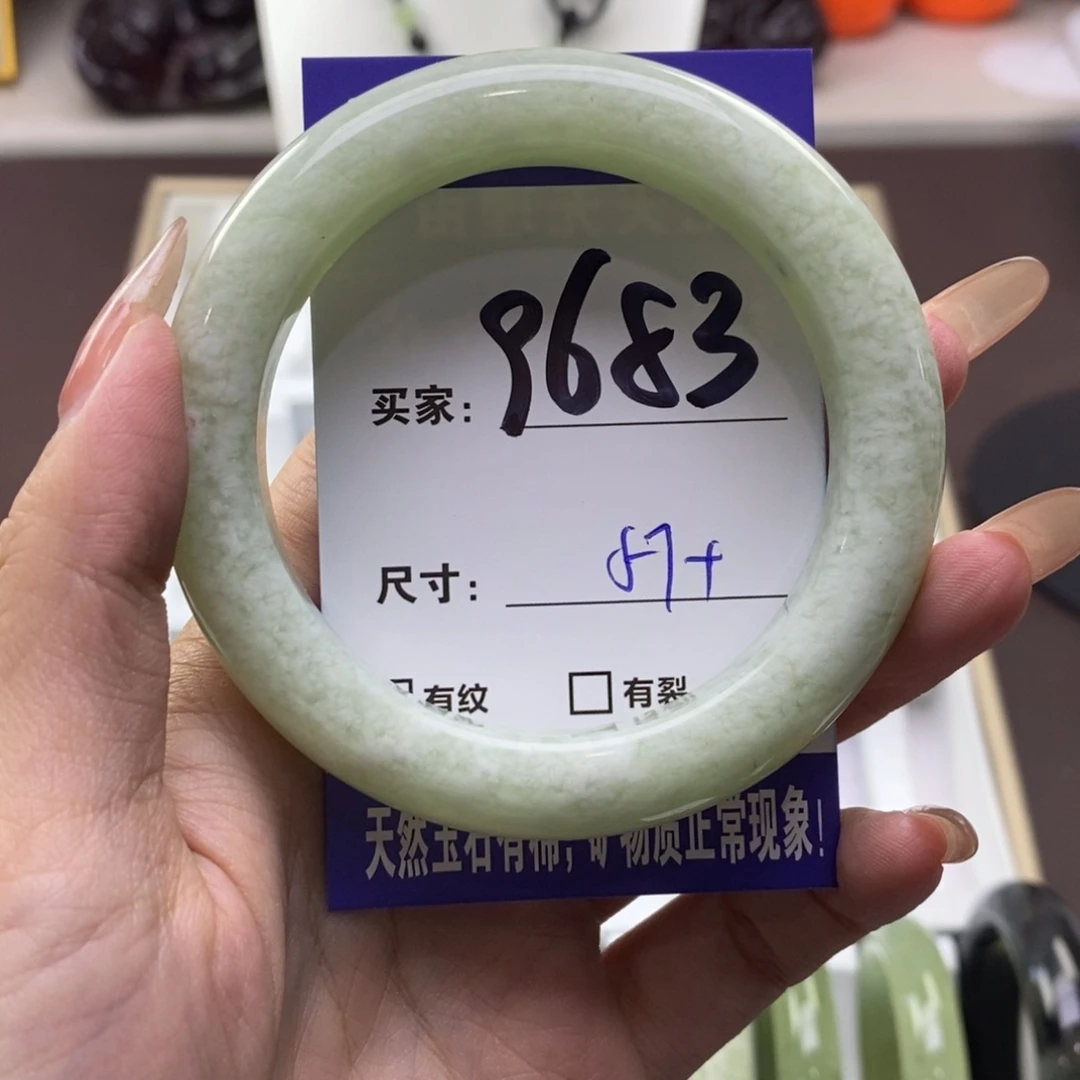 买家: 9683
尺寸: 57+
有纹 □有裂
天然玉石有棉, 矿物质正常现象!